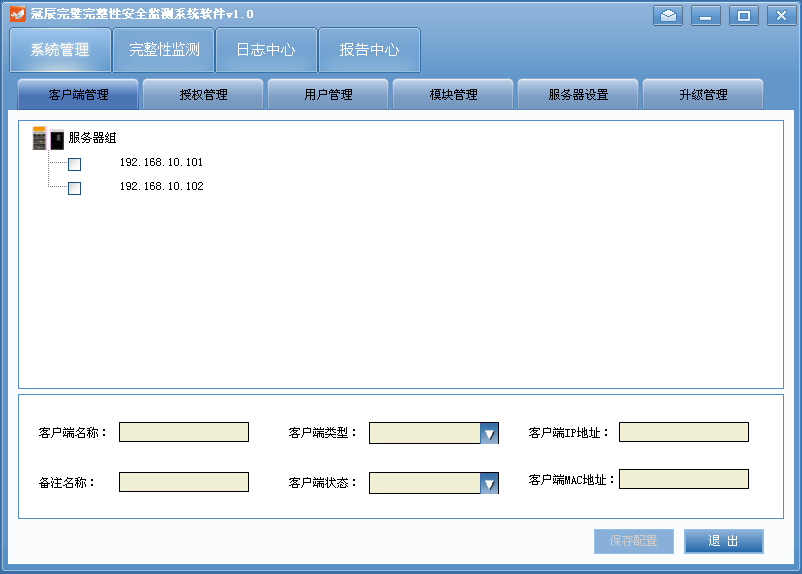 冠辰完璧完整性安全监测系统软件v1.0
系统管理 完整性监测 日志中心 报告中心
客户端管理 授权管理 用户管理 模块管理 服务器设置 升级管理
服务器组
192.168.10.101
192.168.10.102
客户端名称： 客户端类型： 客户端IP地址：
备注名称： 客户端状态： 客户端MAC地址：
保存配置 退 出